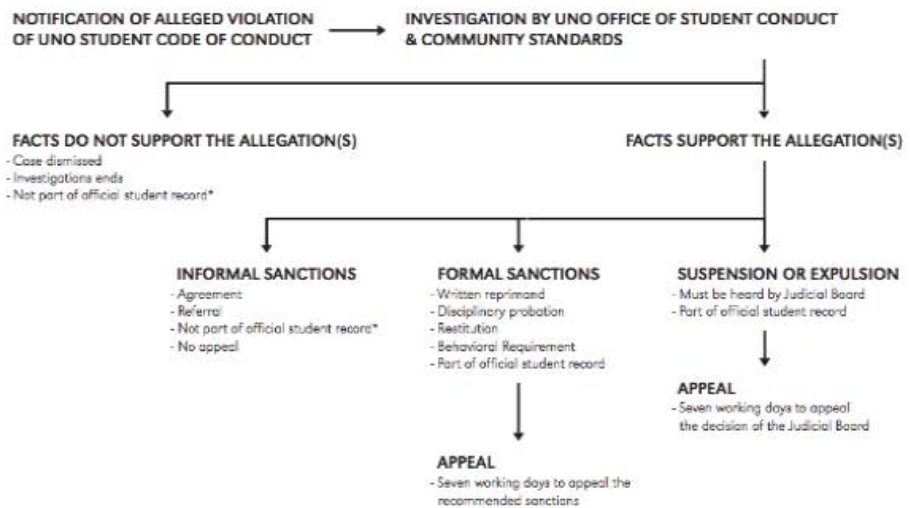 NOTIFICATION OF ALLEGED VIOLATION
OF UNO STUDENT CODE OF CONDUCT
INVESTIGATION BY UNO OFFICE OF STUDENT CONDUCT
& COMMUNITY STANDARDS
FACTS DO NOT SUPPORT THE ALLEGATION(S)
- Case dismissed
- Investigations ends
- Not part of official student record*
FACTS SUPPORT THE ALLEGATION(S)
INFORMAL SANCTIONS
- Agreement
- Referral
- Not part of official student record*
- No appeal
FORMAL SANCTIONS
- Written reprimand
- Disciplinary probation
- Restitution
- Behavioral Requirement
- Part of official student record
APPEAL
- Seven working days to appeal the
recommended sanctions
SUSPENSION OR EXPULSION
- Must be heard by Judicial Board
- Part of official student record
APPEAL
- Seven working days to appeal
the decision of the Judicial Board